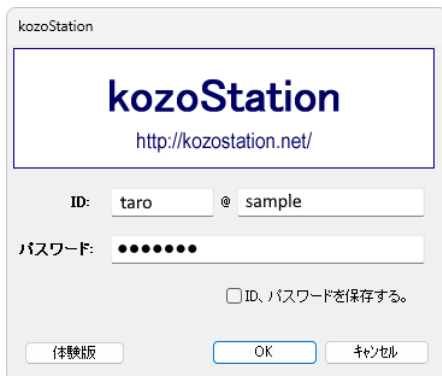 kozoStation
kozoStation
http://kozostation.net/
ID: taro @ sample
パスワード: ●●●●●●●
ID、パスワードを保存する。
体験版 OK キャンセル